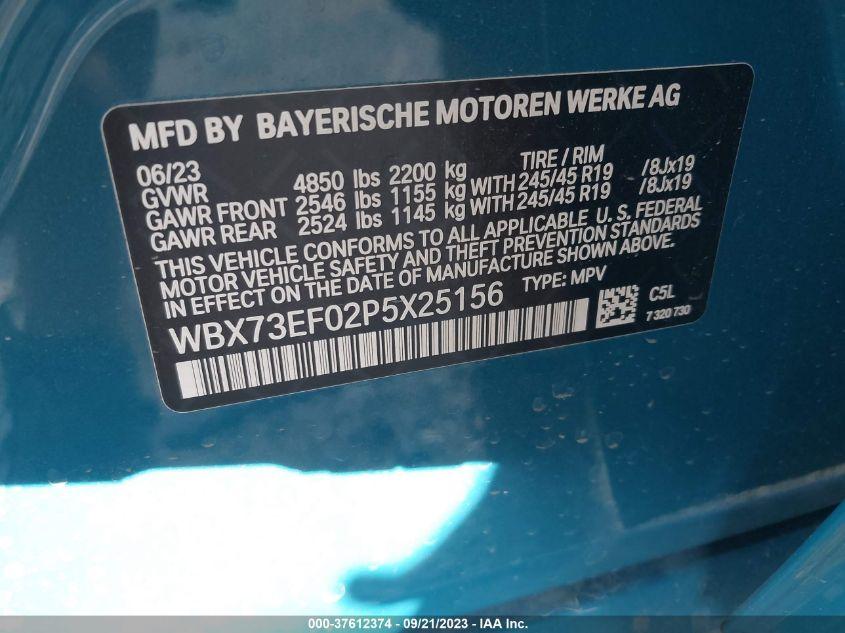 MFD BY BAYERISCHE MOTOREN WERKE AG
06/23 TIRE / RIM
GVWR 4850 lbs 2200 kg
GAWR FRONT 2546 lbs 1155 kg WITH 245/45 R19 /8Jx19
GAWR REAR 2524 lbs 1145 kg WITH 245/45 R19 /8Jx19
THIS VEHICLE CONFORMS TO ALL APPLICABLE U. S. FEDERAL
MOTOR VEHICLE SAFETY AND THEFT PREVENTION STANDARDS
IN EFFECT ON THE DATE OF MANUFACTURE SHOWN ABOVE.
WBX73EF02P5X25156 TYPE: MPV
C5L
7 320 730
000-37612374 - 09/21/2023 - IAA Inc.